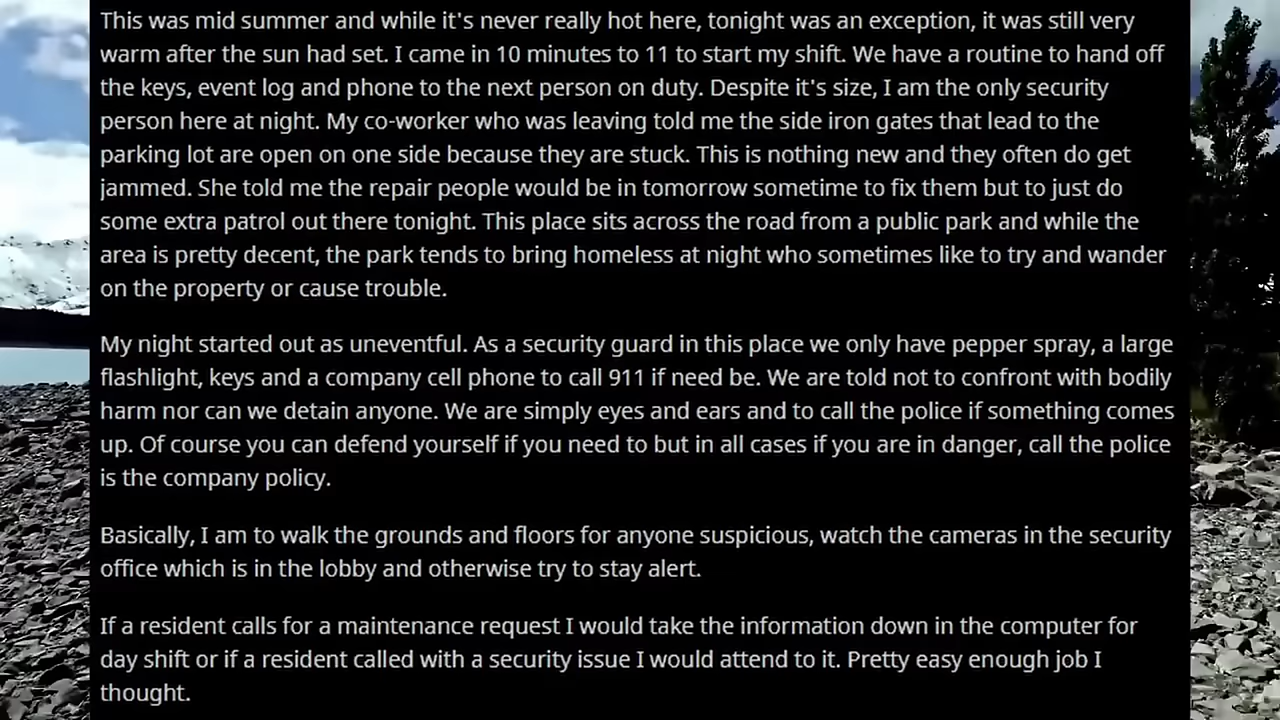 This was mid summer and while it's never really hot here, tonight was an exception, it was still very
warm after the sun had set. I came in 10 minutes to 11 to start my shift. We have a routine to hand off
the keys, event log and phone to the next person on duty. Despite it's size, I am the only security
person here at night. My co-worker who was leaving told me the side iron gates that lead to the
parking lot are open on one side because they are stuck. This is nothing new and they often do get
jammed. She told me the repair people would be in tomorrow sometime to fix them but to just do
some extra patrol out there tonight. This place sits across the road from a public park and while the
area is pretty decent, the park tends to bring homeless at night who sometimes like to try and wander
on the property or cause trouble.
My night started out as uneventful. As a security guard in this place we only have pepper spray, a large
flashlight, keys and a company cell phone to call 911 if need be. We are told not to confront with bodily
harm nor can we detain anyone. We are simply eyes and ears and to call the police if something comes
up. Of course you can defend yourself if you need to but in all cases if you are in danger, call the police
is the company policy.
Basically, I am to walk the grounds and floors for anyone suspicious, watch the cameras in the security
office which is in the lobby and otherwise try to stay alert.
If a resident calls for a maintenance request I would take the information down in the computer for
day shift or if a resident called with a security issue I would attend to it. Pretty easy enough job I
thought.